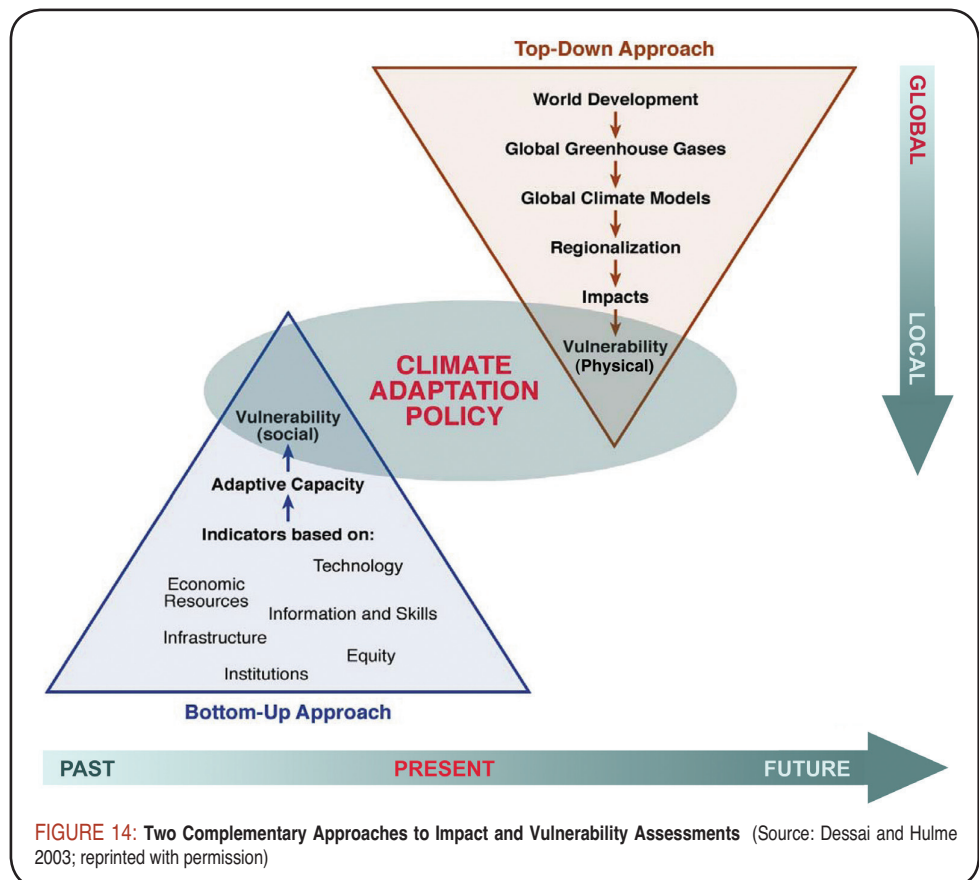 Top-Down Approach
World Development
Global Greenhouse Gases
Global Climate Models
Regionalization
Impacts
Vulnerability
(Physical)
GLOBAL
LOCAL
CLIMATE
ADAPTATION
POLICY
Vulnerability
(social)
Adaptive Capacity
Indicators based on:
Technology
Economic
Resources
Information and Skills
Infrastructure
Equity
Institutions
Bottom-Up Approach
PAST PRESENT FUTURE
FIGURE 14: Two Complementary Approaches to Impact and Vulnerability Assessments (Source: Dessai and Hulme
2003; reprinted with permission)